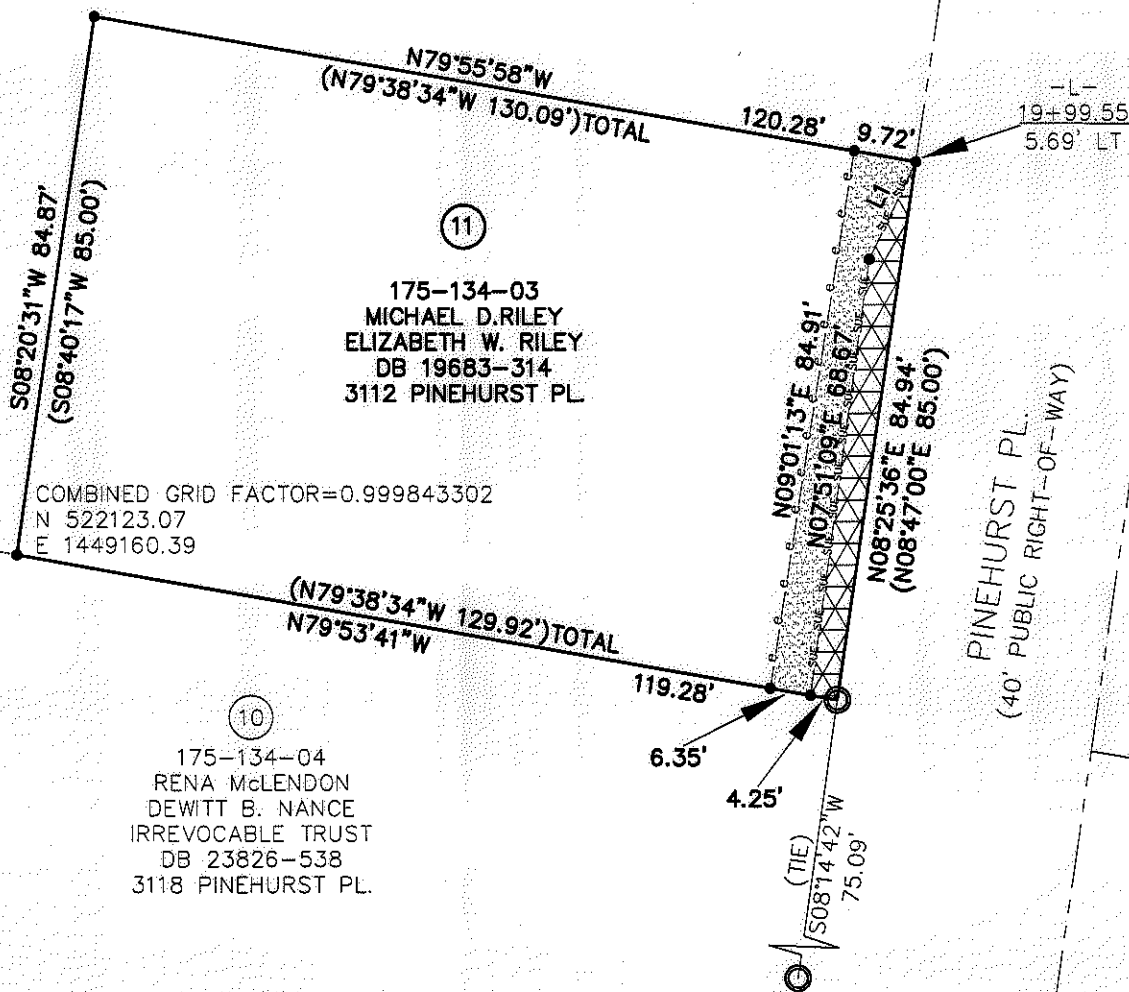 N79°55'58"W
(N79°38'34"W 130.09')TOTAL
120.28'
9.72'
-L-
19+99.55
5.69' LT
L1
S08°20'31"W 84.87'
(S08°40'17"W 85.00')
11
175-134-03
MICHAEL D.RILEY
ELIZABETH W. RILEY
DB 19683-314
3112 PINEHURST PL.
N09°01'13"E 84.91'
N07°51'09"E 68.67'
N08°25'36"E 84.94'
(N08°47'00"E 85.00')
e e e e e e e
SUE SUE SUE SUE SUE SUE
PINEHURST PL.
(40' PUBLIC RIGHT-OF-WAY)
COMBINED GRID FACTOR=0.999843302
N 522123.07
E 1449160.39
(N79°38'34"W 129.92')TOTAL
N79°53'41"W
119.28'
6.35'
4.25'
10
175-134-04
RENA McLENDON
DEWITT B. NANCE
IRREVOCABLE TRUST
DB 23826-538
3118 PINEHURST PL.
(TIE)
S08°14'42"W
75.09'